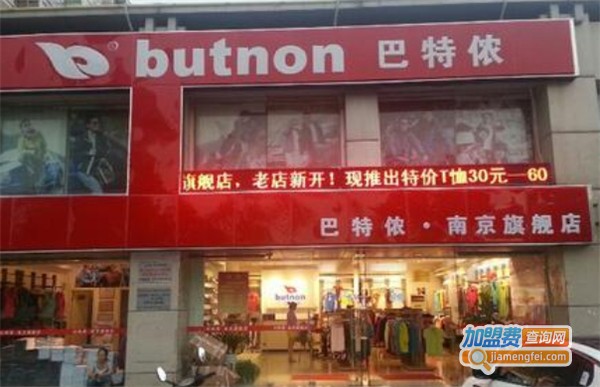 butnon 巴特侬
旗舰店，老店新开！现推出特价T恤30元—60
巴特侬·南京旗舰店
butnon
加盟费查询网
jiamengfei.com